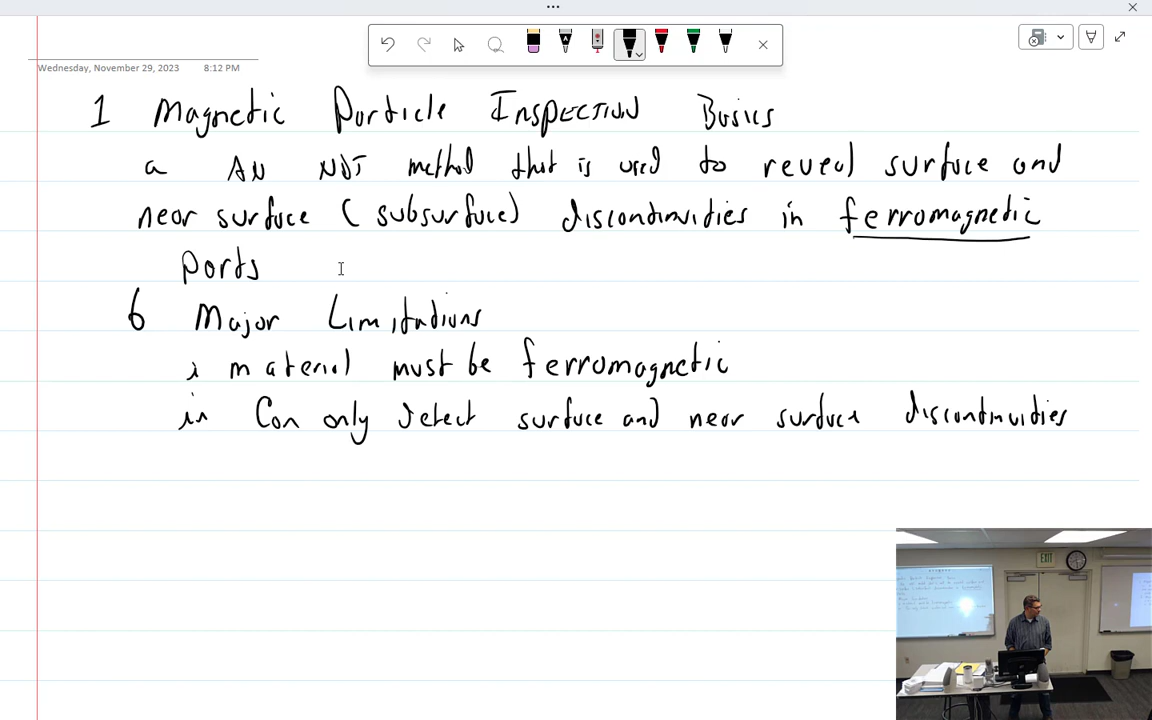 Wednesday, November 29, 2023 8:12 PM
1 Magnetic Particle INSPECTION Basics
a AN NDT method that is used to reveal surface and
near surface (subsurface) discontinuities in ferromagnetic
parts
b Major Limitations
i material must be ferromagnetic
ii Can only detect surface and near surface discontinuities
EXIT